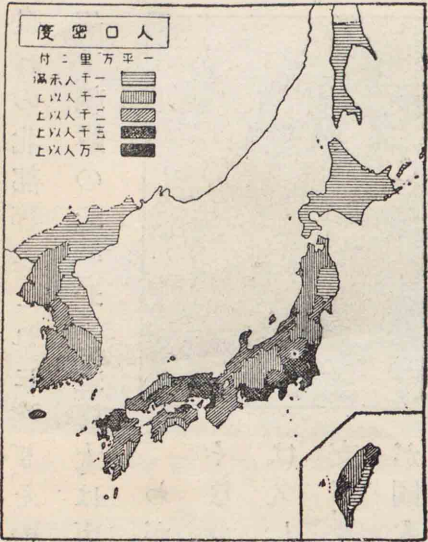 度密口人
付ニ里方平一
満未人千一
上以人千一
上以人千二
上以人千三
上以人万一